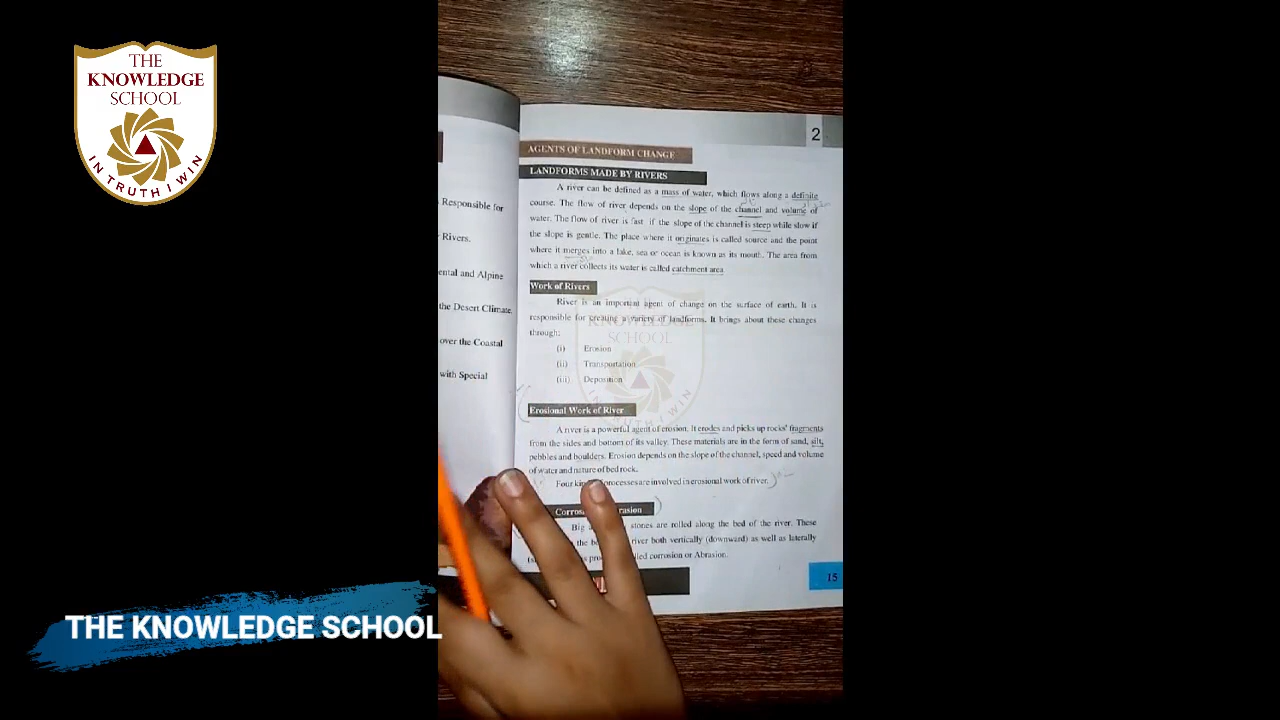 THE
KNOWLEDGE
SCHOOL
IN TRUTH I WIN
THE KNOWLEDGE SCHOOL
Responsible for
Rivers.
ental and Alpine
the Desert Climate.
over the Coastal
with Special
2
AGENTS OF LANDFORM CHANGE
LANDFORMS MADE BY RIVERS
A river can be defined as a mass of water, which flows along a definite
course. The flow of river depends on the slope of the channel and volume of
water. The flow of river is fast if the slope of the channel is steep while slow if
the slope is gentle. The place where it originates is called source and the point
where it merges into a lake, sea or ocean is known as its mouth. The area from
which a river collects its water is called catchment area
Work of Rivers
River is an important agent of change on the surface of earth. It is
responsible for creating a variety of landforms. It brings about these changes
through:
(i) Erosion
(ii) Transportation
(iii) Deposition
THE
KNOWLEDGE
SCHOOL
IN TRUTH I WIN
Erosional Work of River
A river is a powerful agent of erosion. It erodes and picks up rocks' fragments
from the sides and bottom of its valley. These materials are in the form of sand, silt,
pebbles and boulders. Erosion depends on the slope of the channel, speed and volume
of water and nature of bed rock.
Four processes are involved in erosional work of river.
Big stones are rolled along the bed of the river. These
the river both vertically (downward) as well as laterally
corrosion or Abrasion.
15